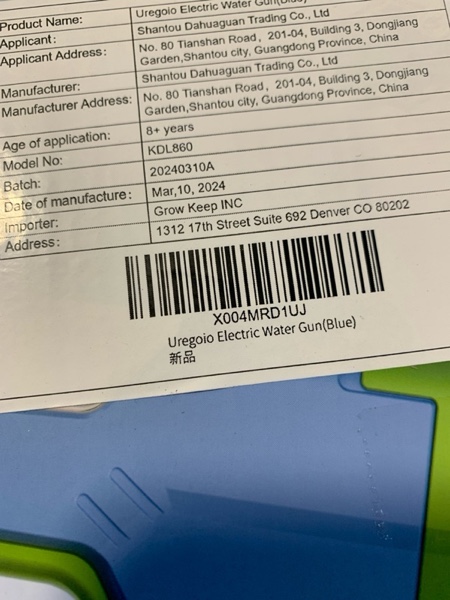 Product Name: Uregoio Electric Water Gun(Blue)
Applicant: Shantou Dahuaguan Trading Co., Ltd
Applicant Address: No. 80 Tianshan Road, 201-04, Building 3, Dongjiang
Garden,Shantou city, Guangdong Province, China
Manufacturer: Shantou Dahuaguan Trading Co., Ltd
Manufacturer Address: No. 80 Tianshan Road, 201-04, Building 3, Dongjiang
Garden,Shantou city, Guangdong Province, China
Age of application: 8+ years
Model No: KDL860
Batch: 20240310A
Date of manufacture: Mar,10, 2024
Importer: Grow Keep INC
Address: 1312 17th Street Suite 692 Denver CO 80202
X004MRD1UJ
Uregoio Electric Water Gun(Blue)
新品